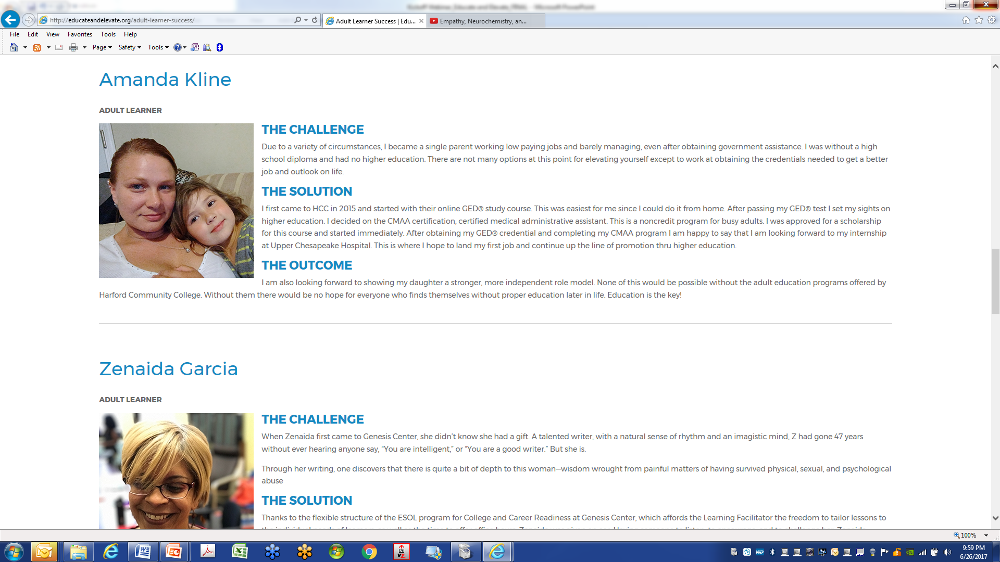 Kickoff Webinar_Educate and Elevate_FINAL - Microsoft PowerPoint
http://educateandelevate.org/adult-learner-success/
Adult Learner Success | Edu...
Empathy, Neurochemistry, an...
File Edit View Favorites Tools Help
Page Safety Tools
Amanda Kline
ADULT LEARNER
THE CHALLENGE
Due to a variety of circumstances, I became a single parent working low paying jobs and barely managing, even after obtaining government assistance. I was without a high
school diploma and had no higher education. There are not many options at this point for elevating yourself except to work at obtaining the credentials needed to get a better
job and outlook on life.
THE SOLUTION
I first came to HCC in 2015 and started with their online GED® study course. This was easiest for me since I could do it from home. After passing my GED® test I set my sights on
higher education. I decided on the CMAA certification, certified medical administrative assistant. This is a noncredit program for busy adults. I was approved for a scholarship
for this course and started immediately. After obtaining my GED® credential and completing my CMAA program I am happy to say that I am looking forward to my internship
at Upper Chesapeake Hospital. This is where I hope to land my first job and continue up the line of promotion thru higher education.
THE OUTCOME
I am also looking forward to showing my daughter a stronger, more independent role model. None of this would be possible without the adult education programs offered by
Harford Community College. Without them there would be no hope for everyone who finds themselves without proper education later in life. Education is the key!
Zenaida Garcia
ADULT LEARNER
THE CHALLENGE
When Zenaida first came to Genesis Center, she didn't know she had a gift. A talented writer, with a natural sense of rhythm and an imagistic mind, Z had gone 47 years
without ever hearing anyone say, “You are intelligent,” or “You are a good writer.” But she is.
Through her writing, one discovers that there is quite a bit of depth to this woman—wisdom wrought from painful matters of having survived physical, sexual, and psychological
abuse
THE SOLUTION
Thanks to the flexible structure of the ESOL program for College and Career Readiness at Genesis Center, which affords the Learning Facilitator the freedom to tailor lessons to
100%
9:59 PM
6/26/2017